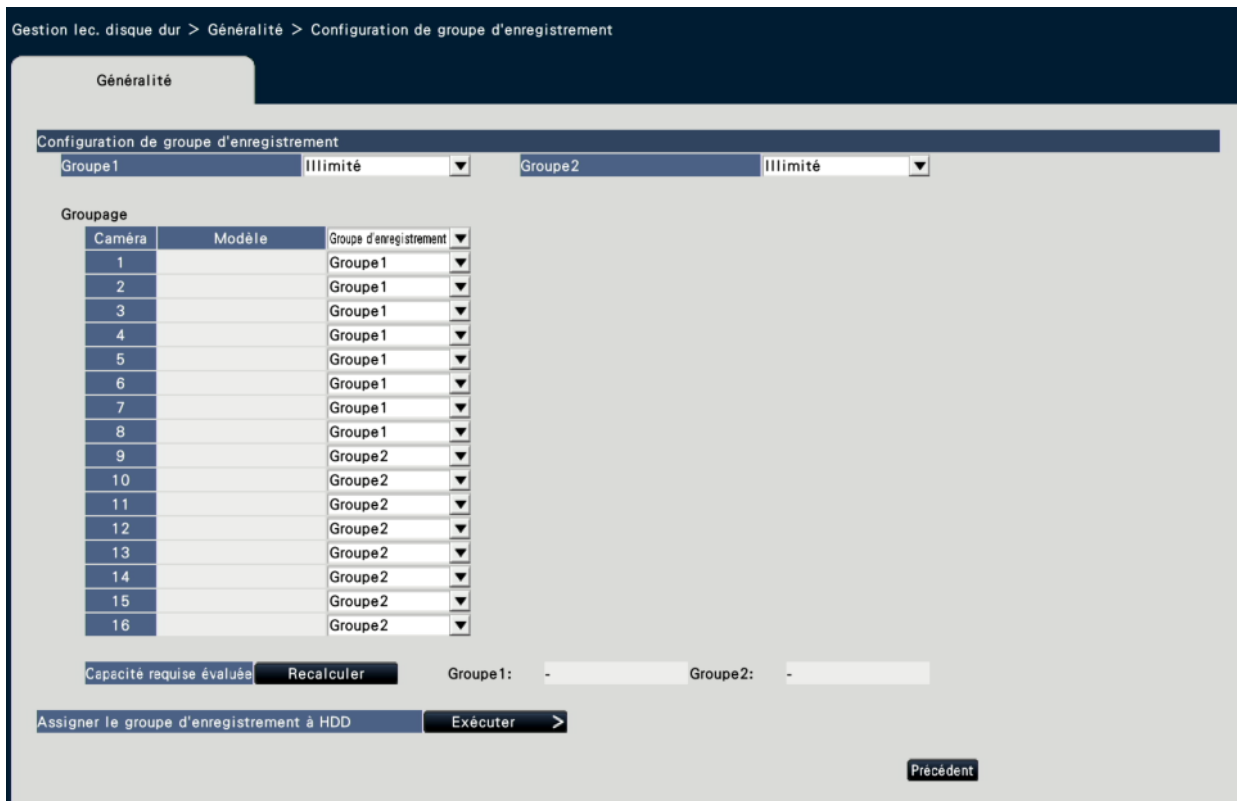 Gestion lec. disque dur > Généralité > Configuration de groupe d'enregistrement
Généralité
Configuration de groupe d'enregistrement
Groupe1 Illimité Groupe2 Illimité
Groupage
Caméra Modèle Groupe d'enregistrement
1 Groupe1
2 Groupe1
3 Groupe1
4 Groupe1
5 Groupe1
6 Groupe1
7 Groupe1
8 Groupe1
9 Groupe2
10 Groupe2
11 Groupe2
12 Groupe2
13 Groupe2
14 Groupe2
15 Groupe2
16 Groupe2
Capacité requise évaluée Recalculer Groupe1: - Groupe2: -
Assigner le groupe d'enregistrement à HDD Exécuter >
Précédent